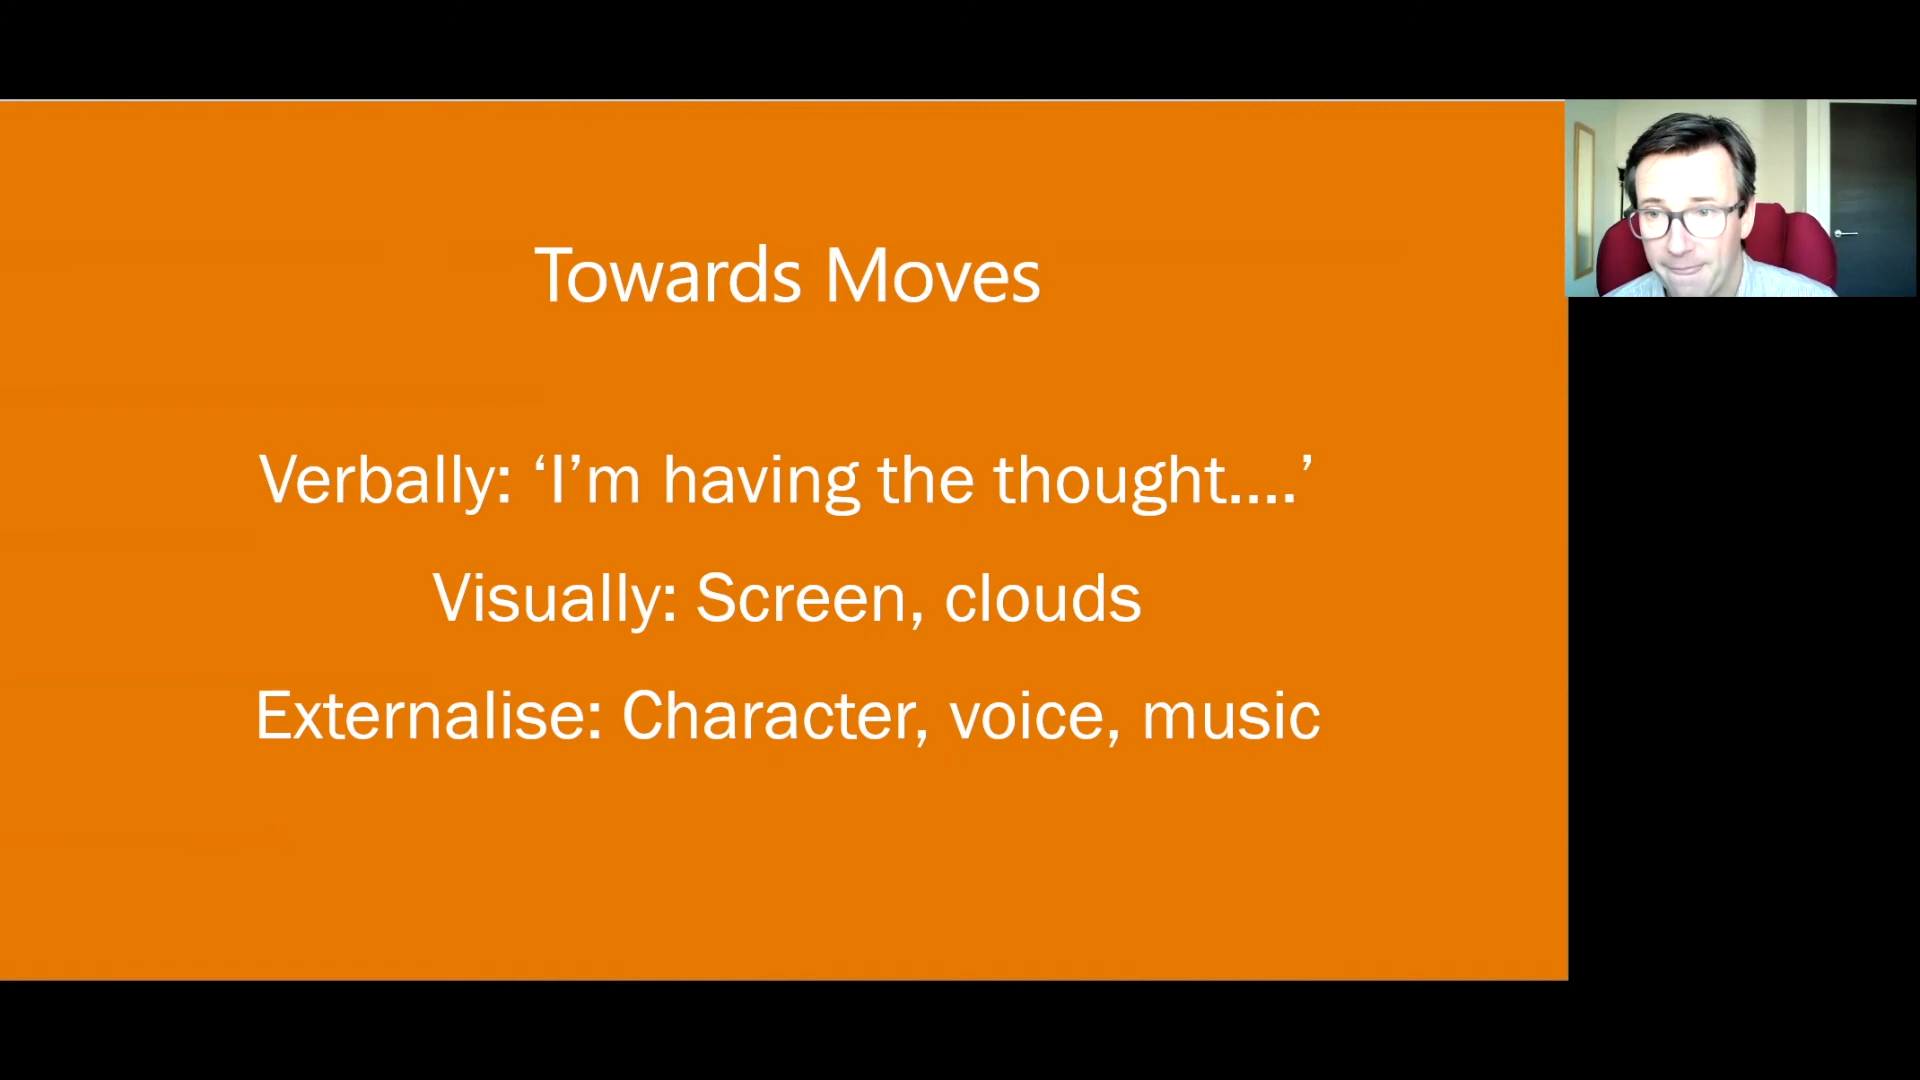 Towards Moves
Verbally: ‘I’m having the thought....’
Visually: Screen, clouds
Externalise: Character, voice, music